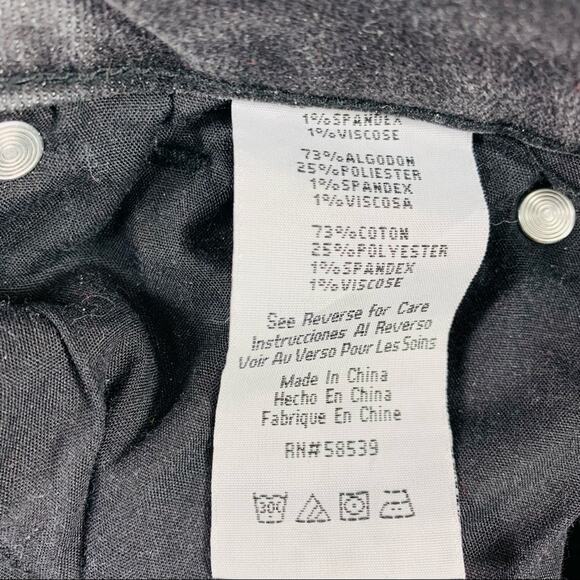 1%SPANDEX
1%VISCOSE
73%ALGODON
25%POLIESTER
1%SPANDEX
1%VISCOSA
73%COTON
25%POLYESTER
1%SPANDEX
1%VISCOSE
See Reverse for Care
Instrucciones Al Reverso
Voir Au Verso Pour Les Soins
Made In China
Hecho En China
Fabrique En Chine
RN#58539
30C